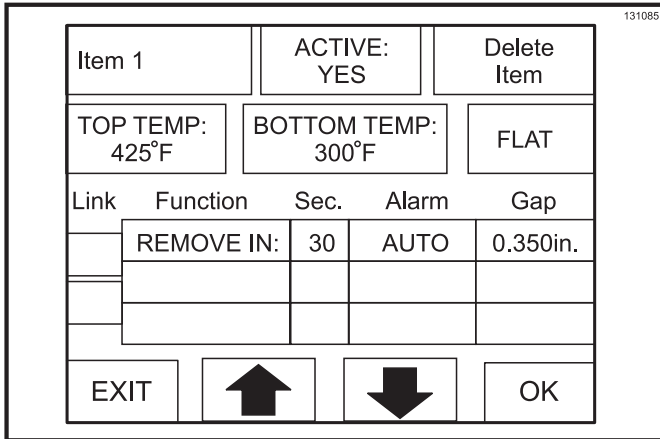 131085
Item 1
ACTIVE:
YES
Delete
Item
TOP TEMP:
425°F
BOTTOM TEMP:
300°F
FLAT
Link Function Sec. Alarm Gap
REMOVE IN: 30 AUTO 0.350in.
EXIT
OK